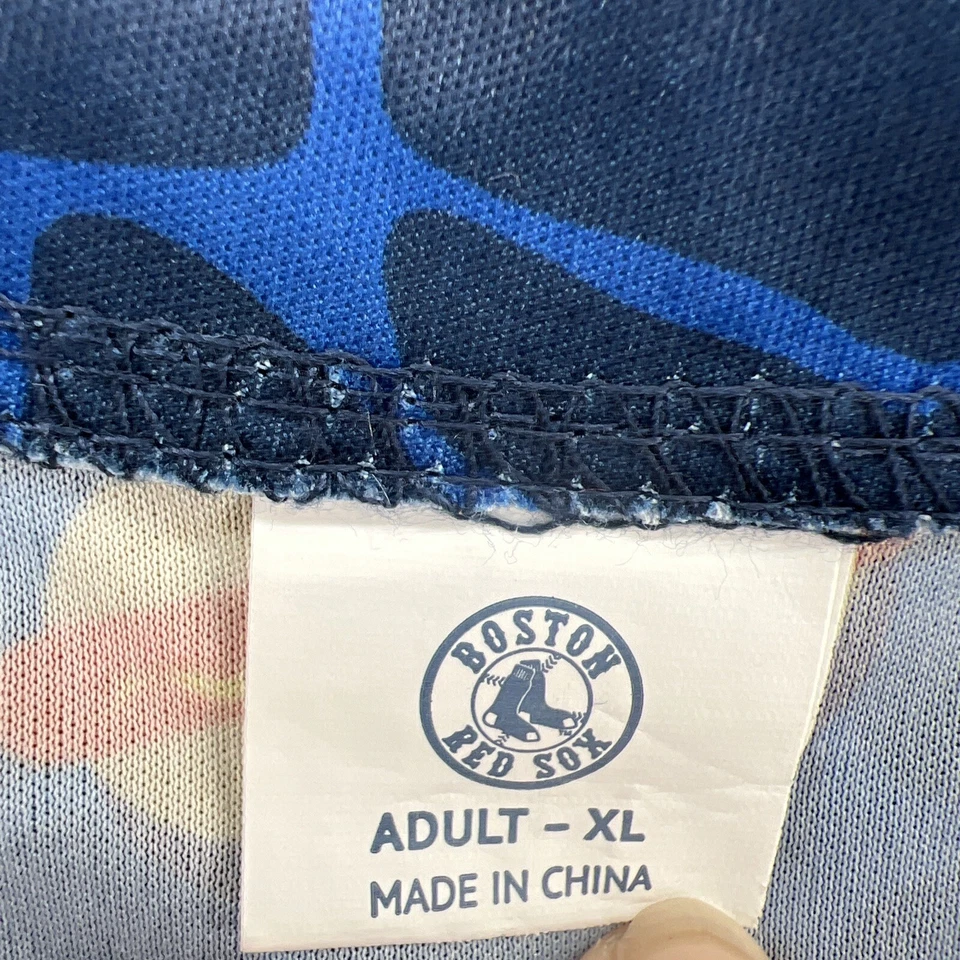 BOSTON
RED SOX
ADULT – XL
MADE IN CHINA